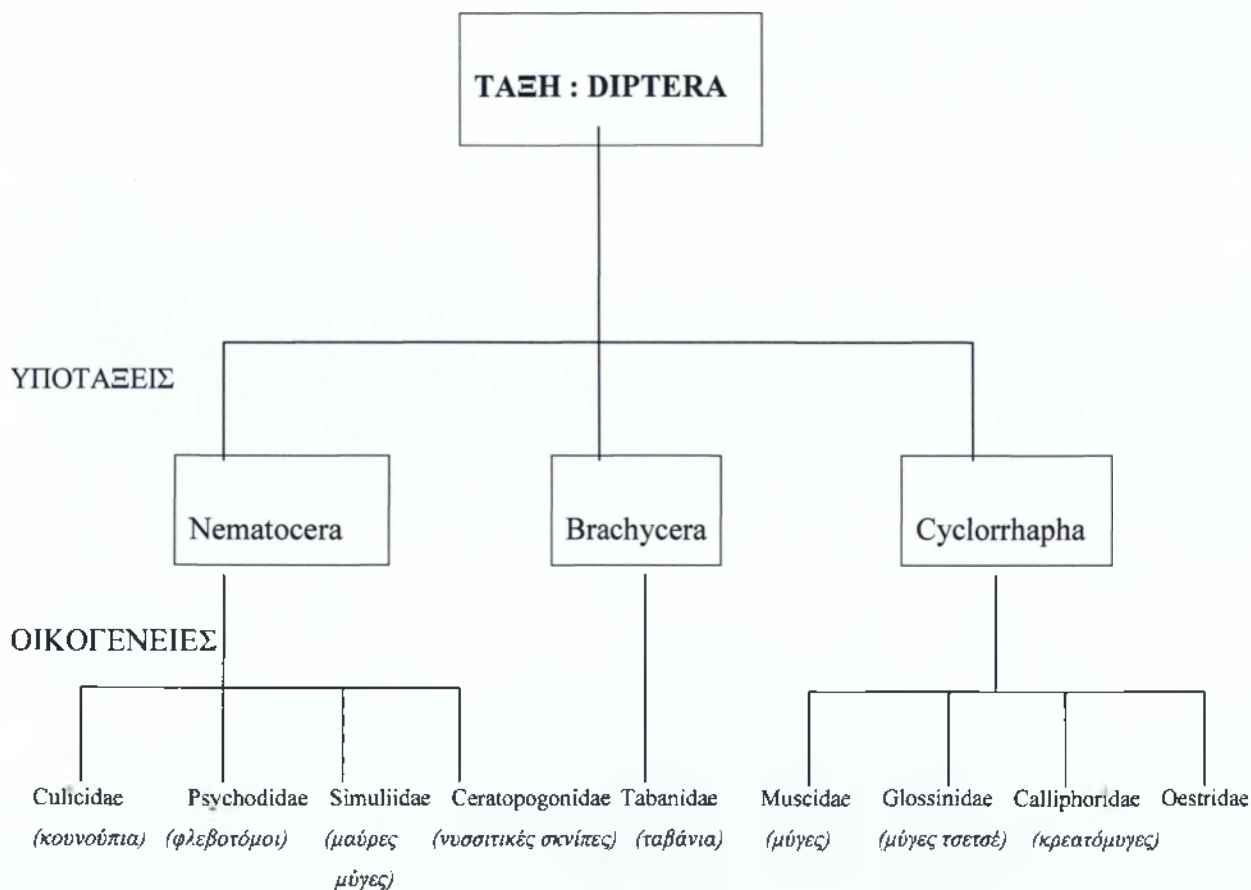 ΤΑΞΗ : DIPTERA
ΥΠΟΤΑΞΕΙΣ
Nematocera Brachycera Cyclorrhapha
ΟΙΚΟΓΕΝΕΙΕΣ
Culicidae Psychodidae Simuliidae Ceratopogonidae Tabanidae Muscidae Glossinidae Calliphoridae Oestridae
(κουνούπια) (φλεβοτόμοι) (μαύρες (νυσσιτικές σκνίπες) (ταβάνια) (μύγες) (μύγες τσετσέ) (κρεατόμυγες)
μύγες)